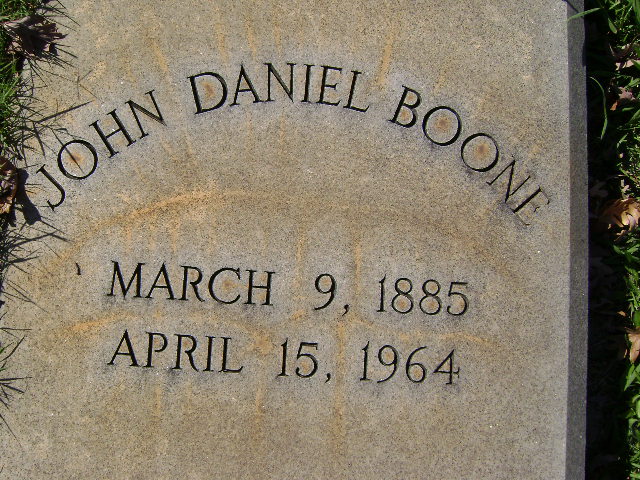 JOHN DANIEL BOONE
MARCH 9, 1885
APRIL 15, 1964